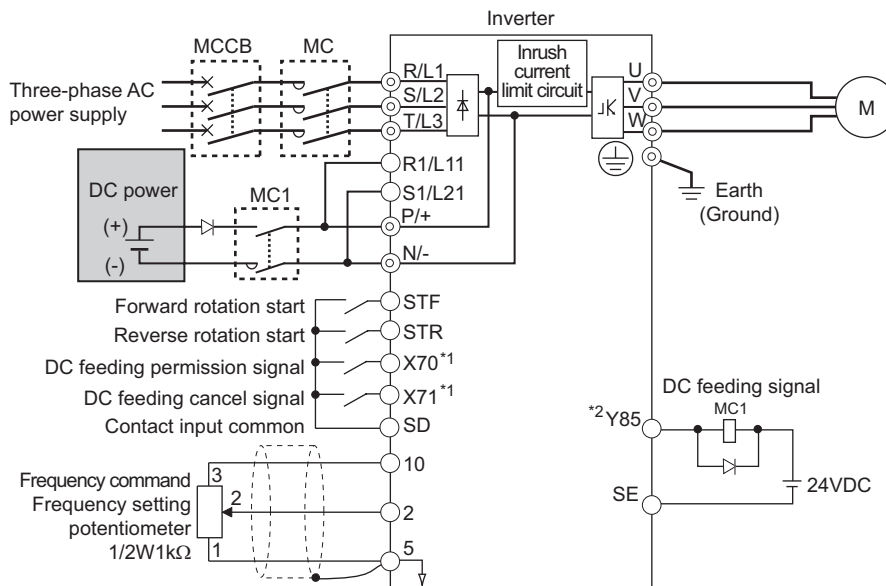 Inverter
MCCB
MC
Three-phase AC
power supply
R/L1
S/L2
T/L3
Inrush
current
limit circuit
U
V
W
M
R1/L11
S1/L21
DC power
(+)
(-)
MC1
P/+
N/-
Earth
(Ground)
Forward rotation start
STF
Reverse rotation start
STR
DC feeding permission signal
X70*1
DC feeding cancel signal
X71*1
Contact input common
SD
DC feeding signal
MC1
*2Y85
SE
24VDC
Frequency command
Frequency setting
potentiometer
1/2W1kΩ
3
2
1
10
2
5